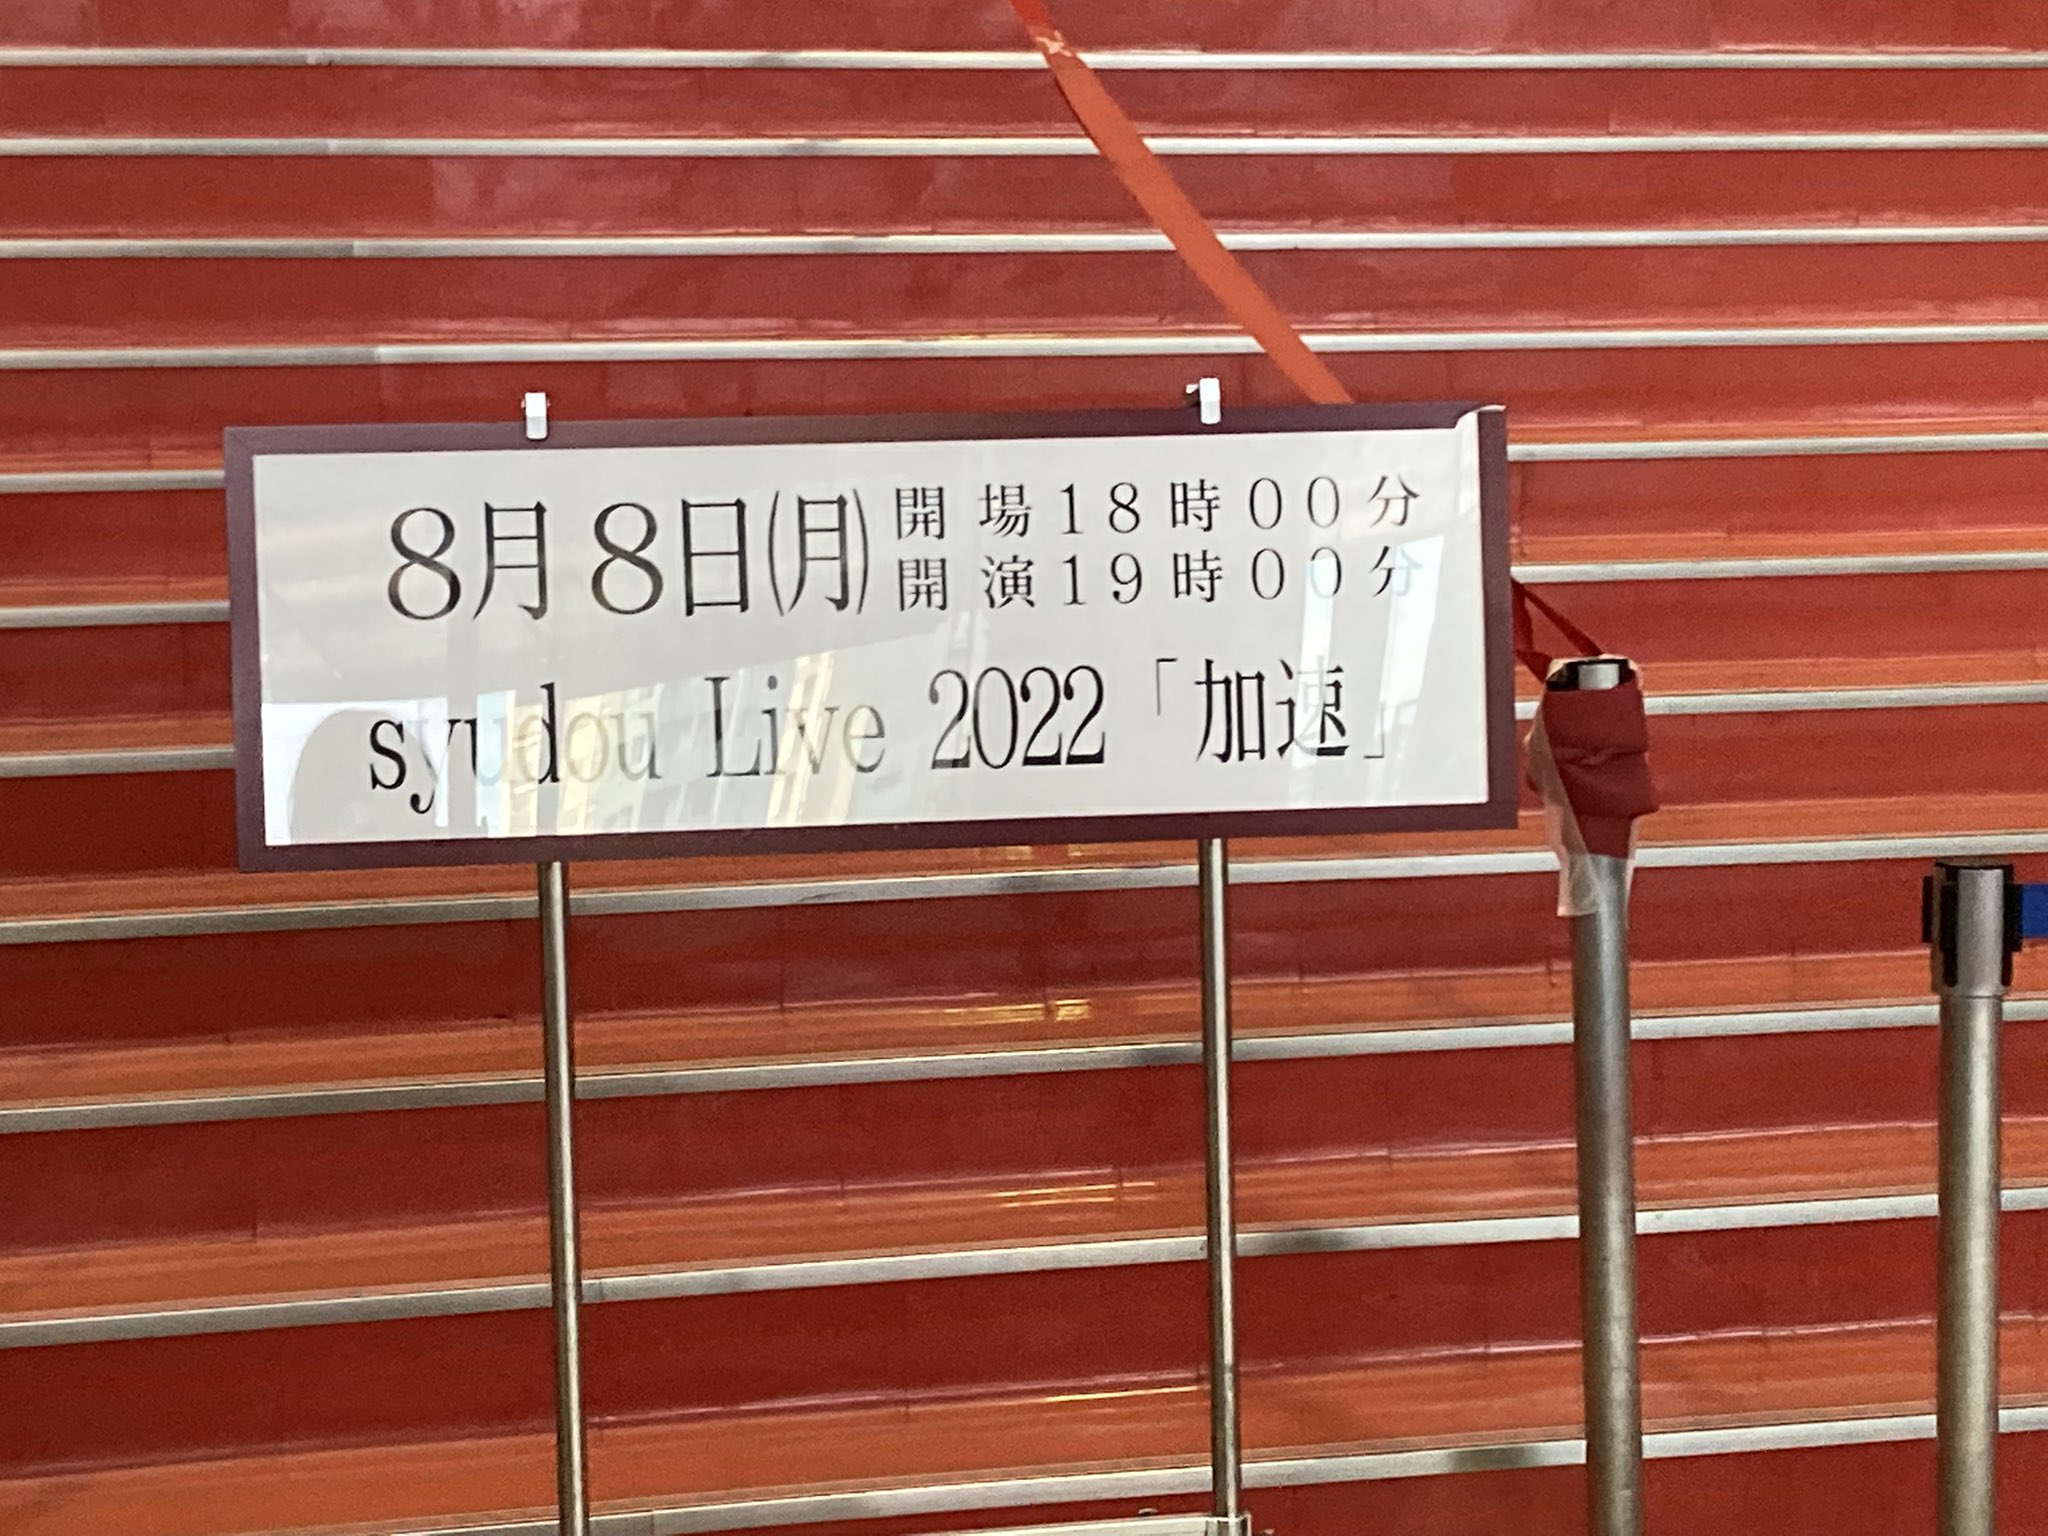 8月8日(月) 開場18時00分
開演19時00分
syudou Live 2022「加速」